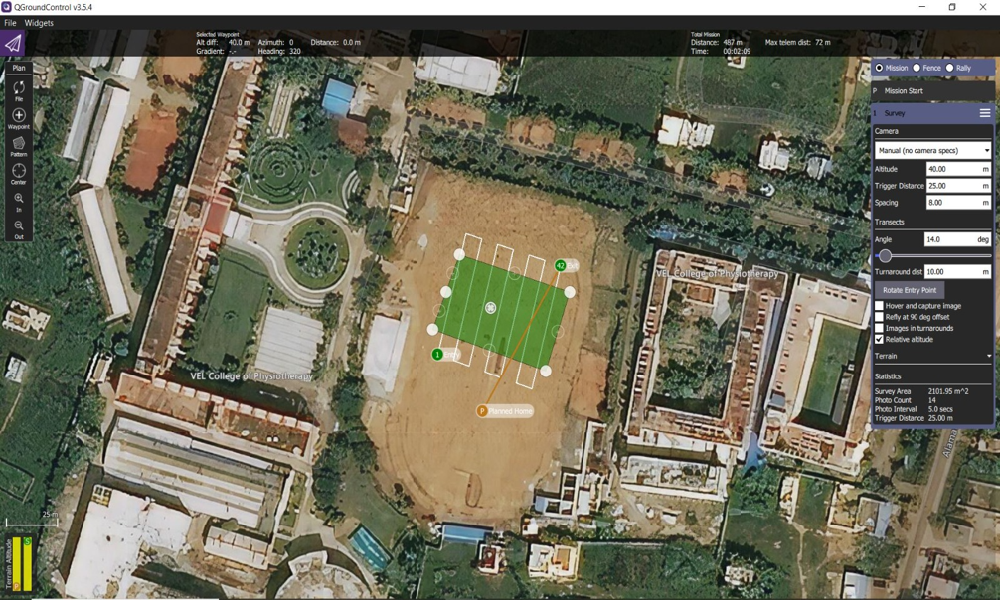 QGroundControl v3.5.4
File Widgets
Selected Waypoint
Alt diff: 40.0 m Azimuth: 0 Distance: 0.0 m
Gradient: -.- Heading: 320
Total Mission
Distance: 487 m Max telem dist: 72 m
Time: 00:02:09
Plan
File
Waypoint
Pattern
Center
In
Out
Mission Fence Rally
P Mission Start
1 Survey
Camera
Manual (no camera specs)
Altitude 40.00 m
Trigger Distance 25.00 m
Spacing 8.00 m
Transects
Angle 14.0 deg
Turnaround dist 10.00 m
Rotate Entry Point
Hover and capture image
Refly at 90 deg offset
Images in turnarounds
Relative altitude
Terrain
Statistics
Survey Area 2101.95 m^2
Photo Count 14
Photo Interval 5.0 secs
Trigger Distance 25.00 m
42 Exit
VEL College of Physiotherapy
1 Entry
VEL College of Physiotherapy
P Planned Home
25 m
Terrain Altitude